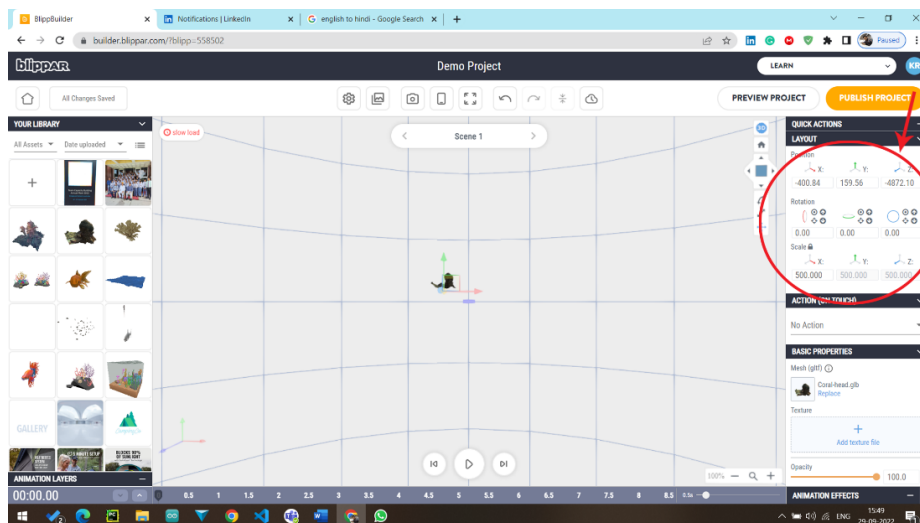 BlippBuilder
Notifications | LinkedIn
english to hindi - Google Search
builder.blippar.com/?blipp=558502
Paused
blippAR
Demo Project
LEARN
KR
All Changes Saved
PREVIEW PROJECT
PUBLISH PROJECT
YOUR LIBRARY
All Assets
Date uploaded
slow load
Scene 1
QUICK ACTIONS
LAYOUT
Position
X:
Y:
Z:
-400.84
159.56
-4872.10
Rotation
0.00
0.00
0.00
Scale
X:
Y:
Z:
500.000
500.000
500.000
ACTION (ON TOUCH)
No Action
BASIC PROPERTIES
Mesh (gltf)
Coral-head.glb
Replace
Texture
Add texture file
GALLERY
Opacity
100.0
100%
ANIMATION LAYERS
ANIMATION EFFECTS
00:00.00
0.5 1 1.5 2 2.5 3 3.5 4 4.5 5 5.5 6 6.5 7 7.5 8 8.5
ENG
15:49
29-09-2022